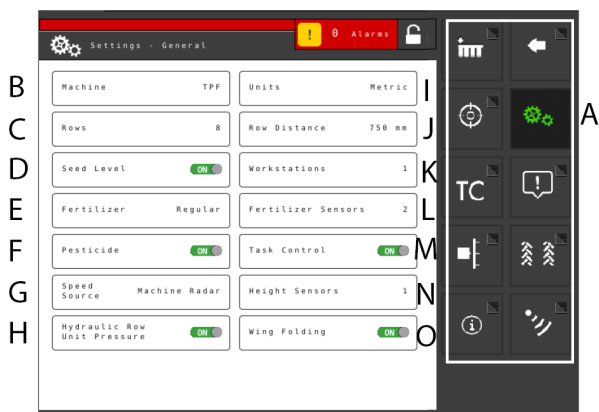 Settings - General
! 0 Alarms
B Machine TPF Units Metric I
C Rows 8 Row Distance 750 mm J
D Seed Level ON Workstations 1 K
E Fertilizer Regular Fertilizer Sensors 2 L
F Pesticide ON Task Control ON M
G Speed Source Machine Radar Height Sensors 1 N
H Hydraulic Row Unit Pressure ON Wing Folding ON O
A
TC !
i